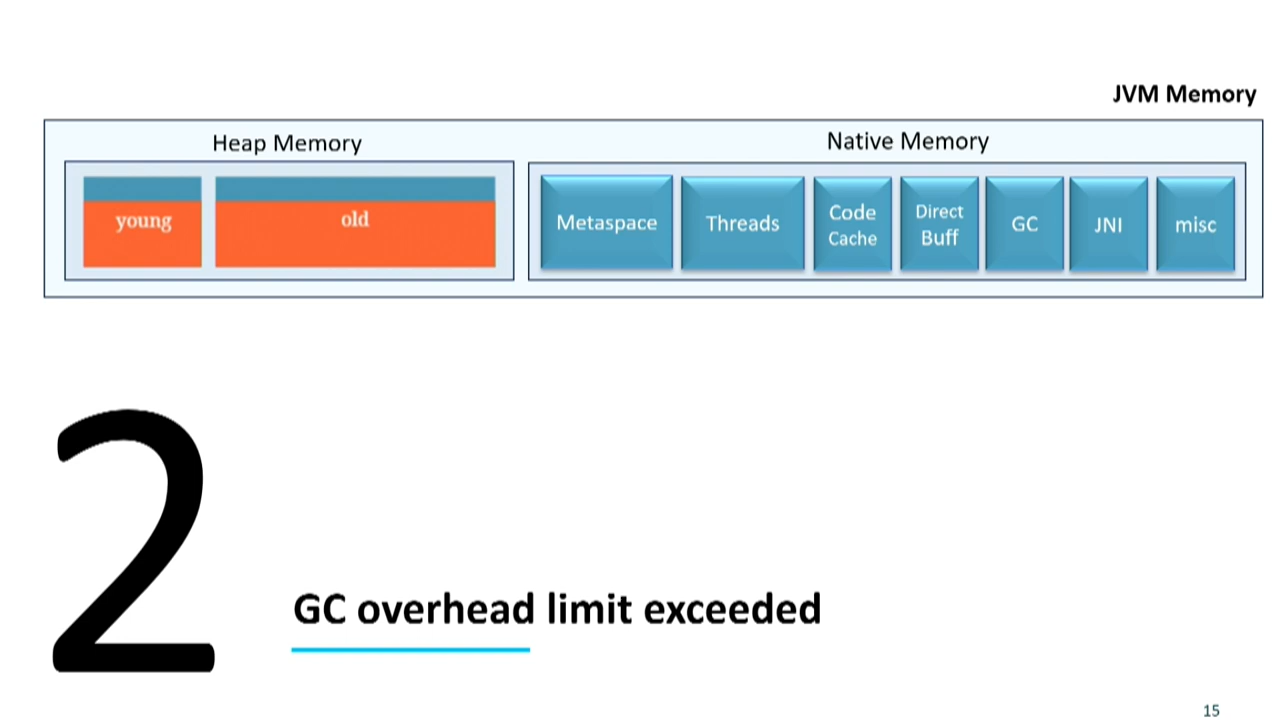 JVM Memory
Heap Memory
Native Memory
young
old
Metaspace
Threads
Code
Cache
Direct
Buff
GC
JNI
misc
2
GC overhead limit exceeded
15